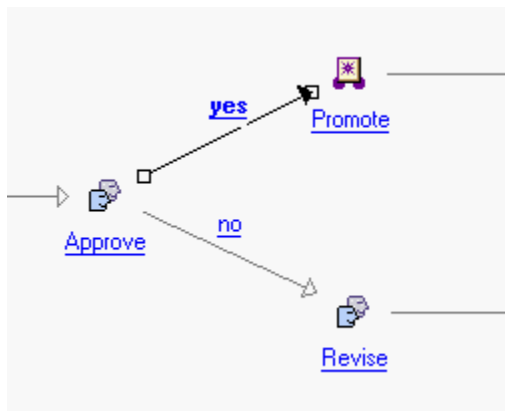 yes
Promote
no
Approve
Revise